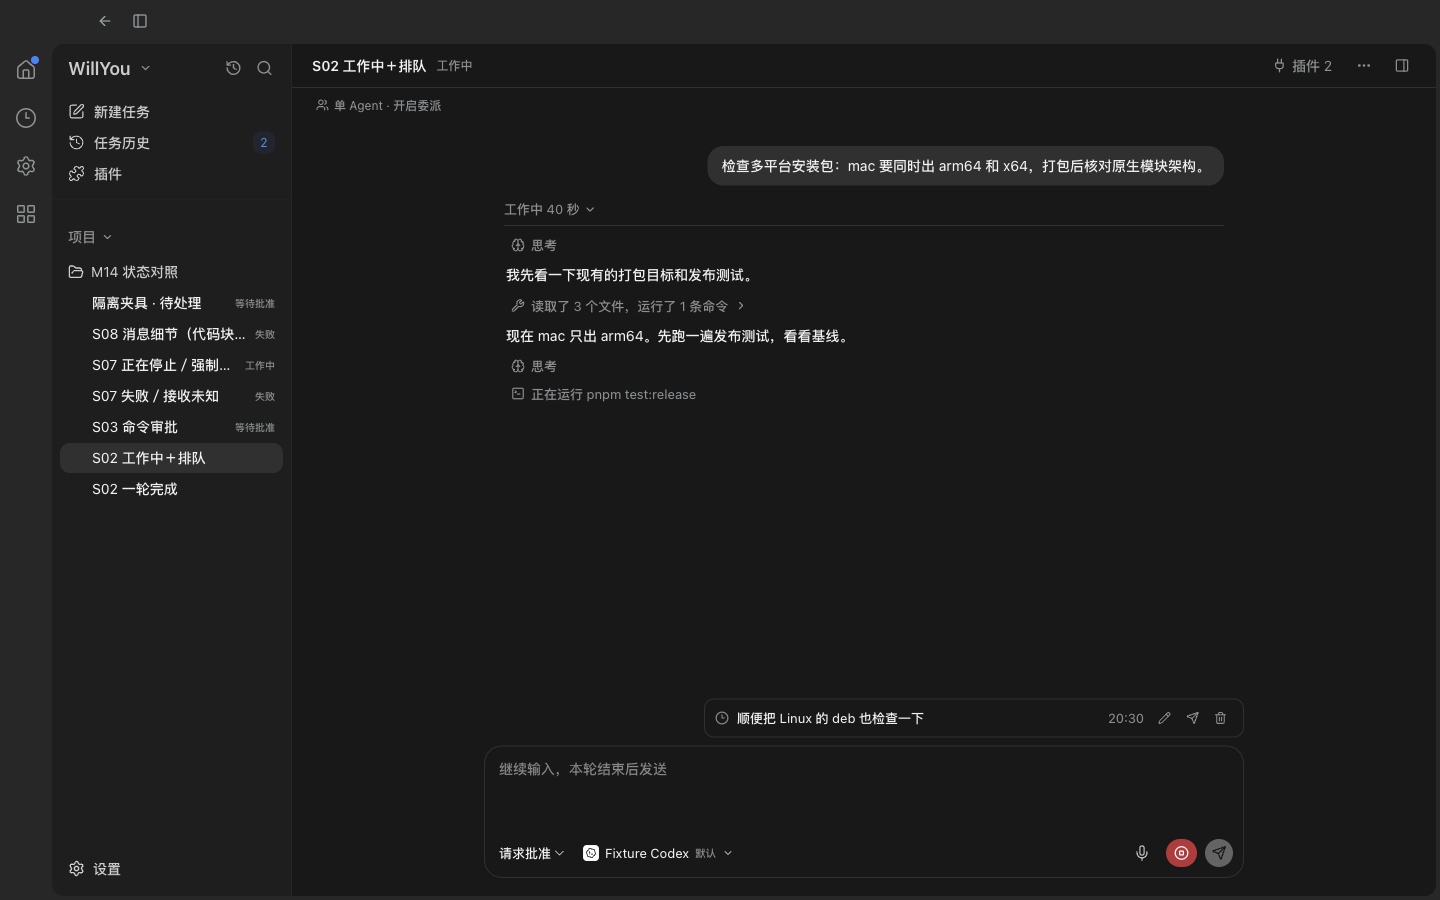 WillYou
新建任务
任务历史 2
插件
项目
M14 状态对照
隔离夹具 · 待处理 等待批准
S08 消息细节（代码块... 失败
S07 正在停止 / 强制... 工作中
S07 失败 / 接收未知 失败
S03 命令审批 等待批准
S02 工作中＋排队
S02 一轮完成
设置
S02 工作中＋排队 工作中
插件 2
单 Agent · 开启委派
检查多平台安装包：mac 要同时出 arm64 和 x64，打包后核对原生模块架构。
工作中 40 秒
思考
我先看一下现有的打包目标和发布测试。
读取了 3 个文件，运行了 1 条命令
现在 mac 只出 arm64。先跑一遍发布测试，看看基线。
思考
正在运行 pnpm test:release
顺便把 Linux 的 deb 也检查一下 20:30
继续输入，本轮结束后发送
请求批准 Fixture Codex 默认